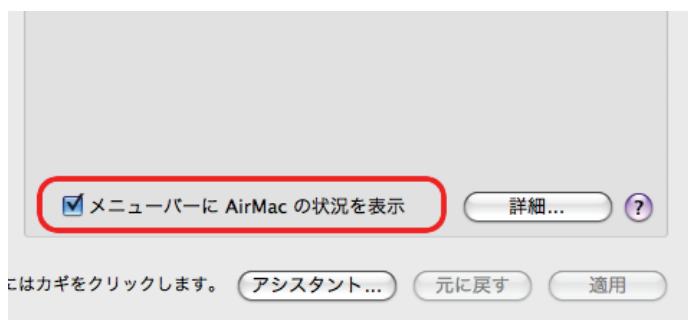 メニューバーに AirMac の状況を表示 詳細... ?
にはカギをクリックします。 アシスタント... 元に戻す 適用